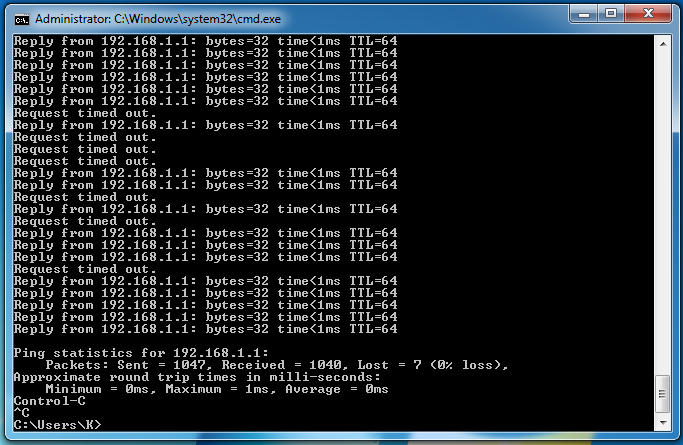 Administrator: C:\Windows\system32\cmd.exe
Reply from 192.168.1.1: bytes=32 time<1ms TTL=64
Reply from 192.168.1.1: bytes=32 time<1ms TTL=64
Reply from 192.168.1.1: bytes=32 time<1ms TTL=64
Reply from 192.168.1.1: bytes=32 time<1ms TTL=64
Reply from 192.168.1.1: bytes=32 time<1ms TTL=64
Reply from 192.168.1.1: bytes=32 time<1ms TTL=64
Request timed out.
Reply from 192.168.1.1: bytes=32 time<1ms TTL=64
Request timed out.
Request timed out.
Request timed out.
Reply from 192.168.1.1: bytes=32 time<1ms TTL=64
Reply from 192.168.1.1: bytes=32 time<1ms TTL=64
Request timed out.
Reply from 192.168.1.1: bytes=32 time<1ms TTL=64
Request timed out.
Reply from 192.168.1.1: bytes=32 time<1ms TTL=64
Reply from 192.168.1.1: bytes=32 time<1ms TTL=64
Reply from 192.168.1.1: bytes=32 time<1ms TTL=64
Request timed out.
Reply from 192.168.1.1: bytes=32 time<1ms TTL=64
Reply from 192.168.1.1: bytes=32 time<1ms TTL=64
Reply from 192.168.1.1: bytes=32 time<1ms TTL=64
Reply from 192.168.1.1: bytes=32 time<1ms TTL=64
Reply from 192.168.1.1: bytes=32 time<1ms TTL=64
Ping statistics for 192.168.1.1:
Packets: Sent = 1047, Received = 1040, Lost = 7 (0% loss),
Approximate round trip times in milli-seconds:
Minimum = 0ms, Maximum = 1ms, Average = 0ms
Control-C
^C
C:\Users\K>